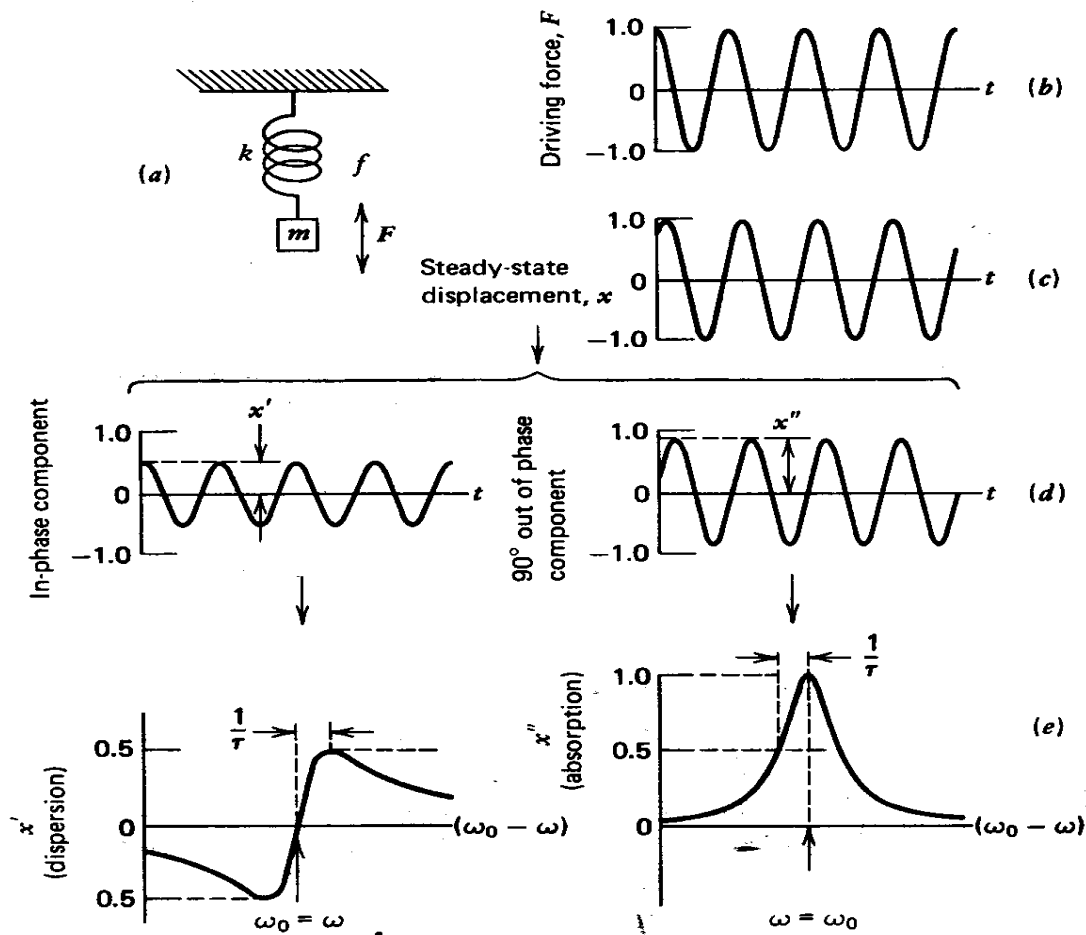 Driving force, F
1.0
0
−1.0
t
(b)
(a)
k
f
m
F
Steady-state
displacement, x
1.0
0
−1.0
t
(c)
In-phase component
1.0
0
−1.0
x′
t
90° out of phase
component
1.0
0
−1.0
x″
t
(d)
x′
(dispersion)
0.5
0
0.5
1/τ
(ω₀ − ω)
ω₀ = ω
x″
(absorption)
1.0
0.5
0
1/τ
(e)
(ω₀ − ω)
ω = ω₀